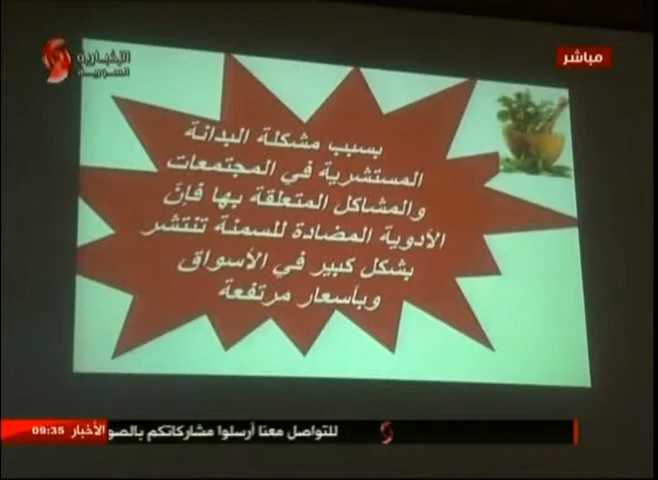 الإخبارية
السورية
مباشر
بسبب مشكلة البدانة
المستشرية في المجتمعات
والمشاكل المتعلقة بها فإنّ
الأدوية المضادة للسمنة تنتشر
بشكل كبير في الأسواق
وبأسعار مرتفعة
09:35 الأخبار
للتواصل معنا أرسلوا مشاركاتكم بالصو